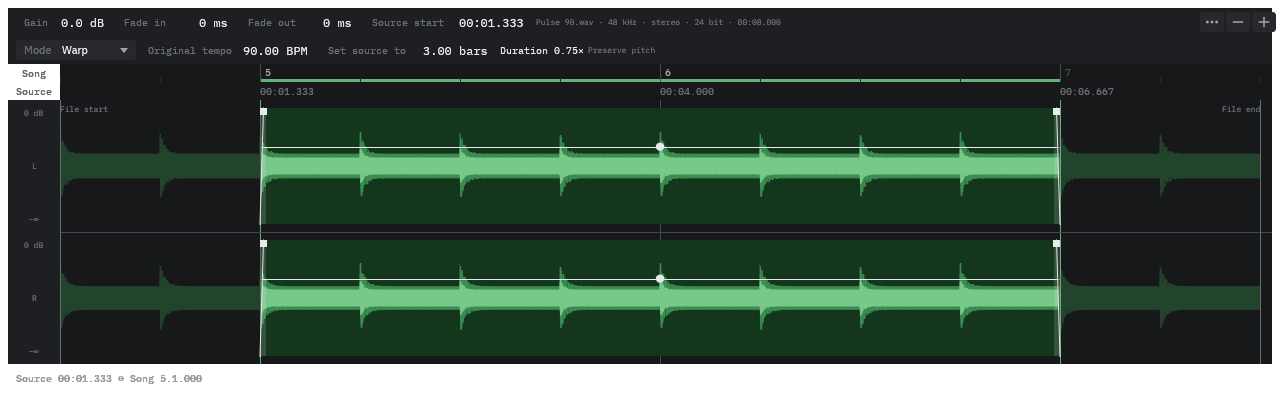 Gain 0.0 dB Fade in 0 ms Fade out 0 ms Source start 00:01.333 Pulse 90.wav · 48 kHz · stereo · 24 bit · 00:08.000
Mode Warp Original tempo 90.00 BPM Set source to 3.00 bars Duration 0.75× Preserve pitch
Song 5 6 7
Source 00:01.333 00:04.000 00:06.667
File start File end
0 dB
L
-∞
0 dB
R
-∞
Source 00:01.333 Song 5.1.000